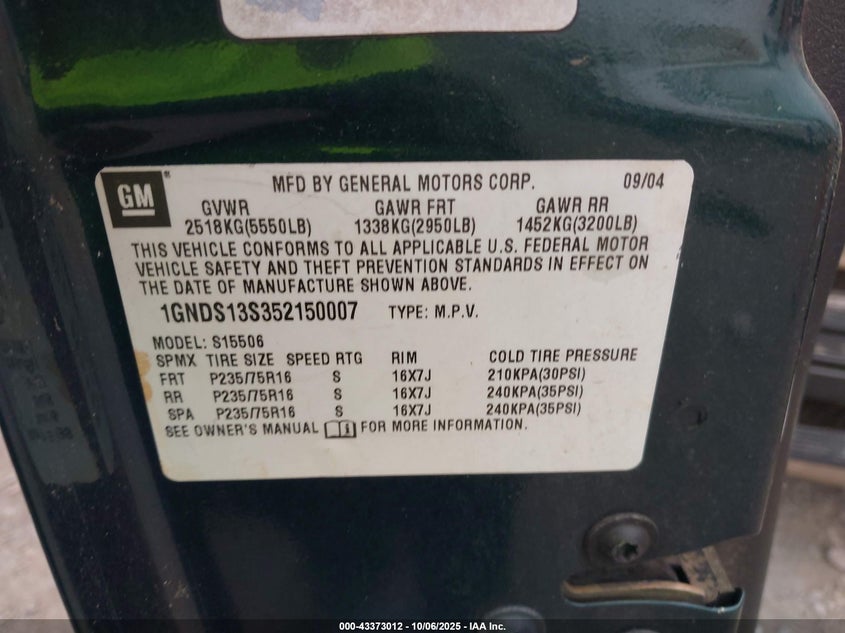 GM®
MFD BY GENERAL MOTORS CORP. 09/04
GVWR GAWR FRT GAWR RR
2518KG(5550LB) 1338KG(2950LB) 1452KG(3200LB)
THIS VEHICLE CONFORMS TO ALL APPLICABLE U.S. FEDERAL MOTOR
VEHICLE SAFETY AND THEFT PREVENTION STANDARDS IN EFFECT ON
THE DATE OF MANUFACTURE SHOWN ABOVE.
1GNDS13S352150007 TYPE: M.P.V.
MODEL: S15506
SPMX TIRE SIZE SPEED RTG RIM COLD TIRE PRESSURE
FRT P235/75R16 S 16X7J 210KPA(30PSI)
RR P235/75R16 S 16X7J 240KPA(35PSI)
SPA P235/75R16 S 16X7J 240KPA(35PSI)
SEE OWNER'S MANUAL FOR MORE INFORMATION.
000-43373012 - 10/06/2025 - IAA Inc.